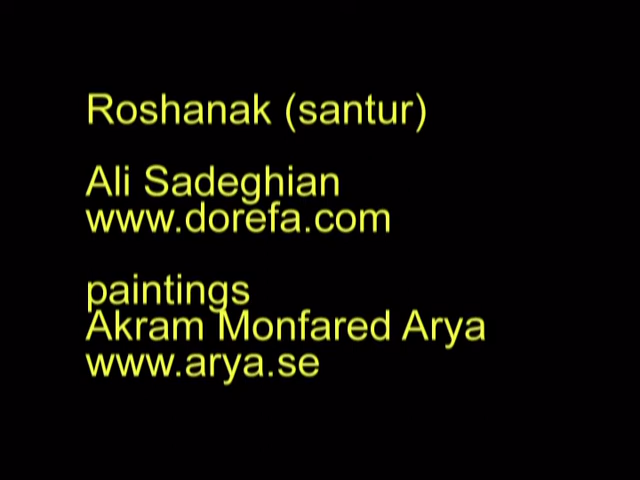 Roshanak (santur)
Ali Sadeghian
www.dorefa.com
paintings
Akram Monfared Arya
www.arya.se